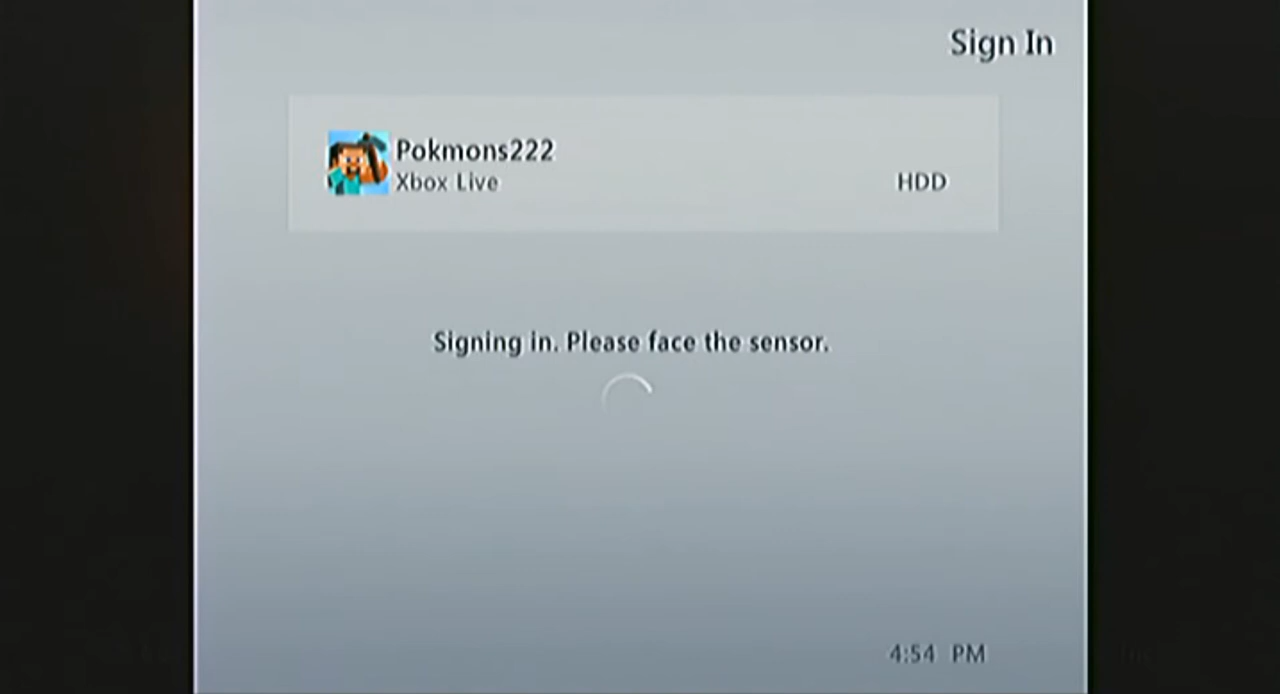 Sign In
Pokmons222
Xbox Live
HDD
Signing in. Please face the sensor.
4:54 PM